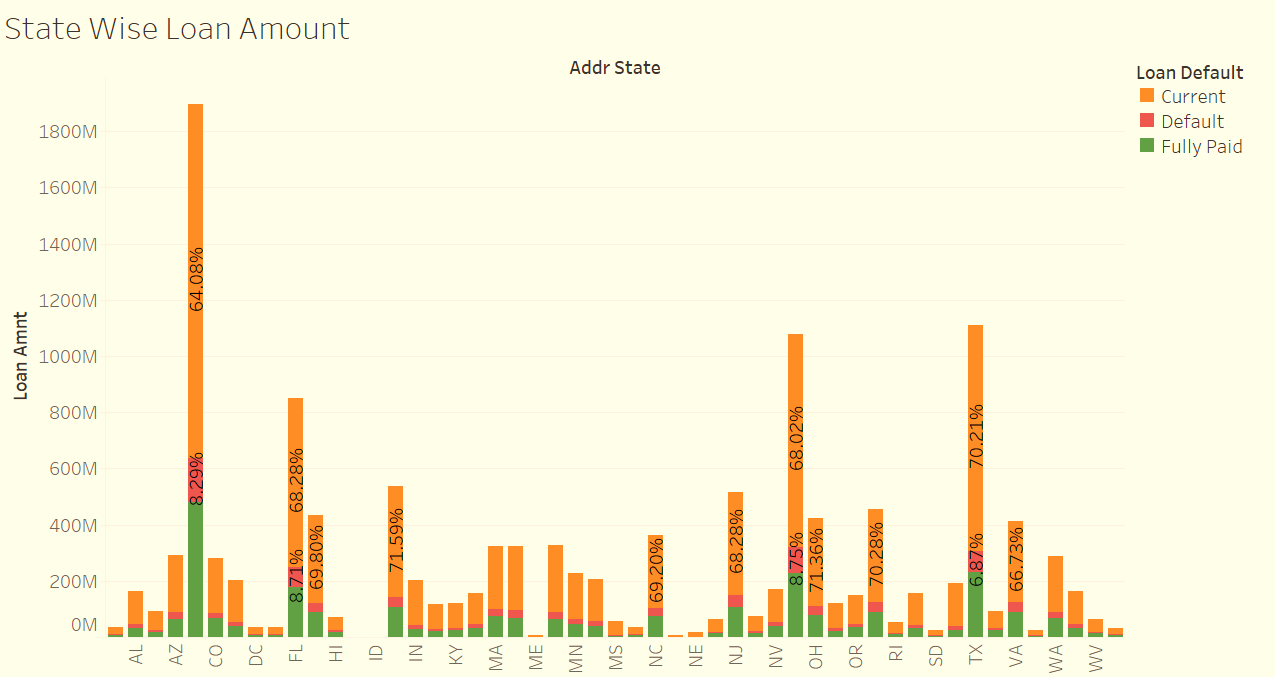 State Wise Loan Amount
Addr State
Loan Default
Current
Default
Fully Paid
Loan Amnt
1800M
1600M
1400M
1200M
1000M
800M
600M
400M
200M
0M
64.08%
8.29%
68.28%
8.71%
69.80%
71.59%
69.20%
68.28%
68.02%
8.75%
71.36%
70.28%
70.21%
6.87%
66.73%
AL
AZ
CO
DC
FL
HI
ID
IN
KY
MA
ME
MN
MS
NC
NE
NJ
NV
OH
OR
RI
SD
TX
VA
WA
WV